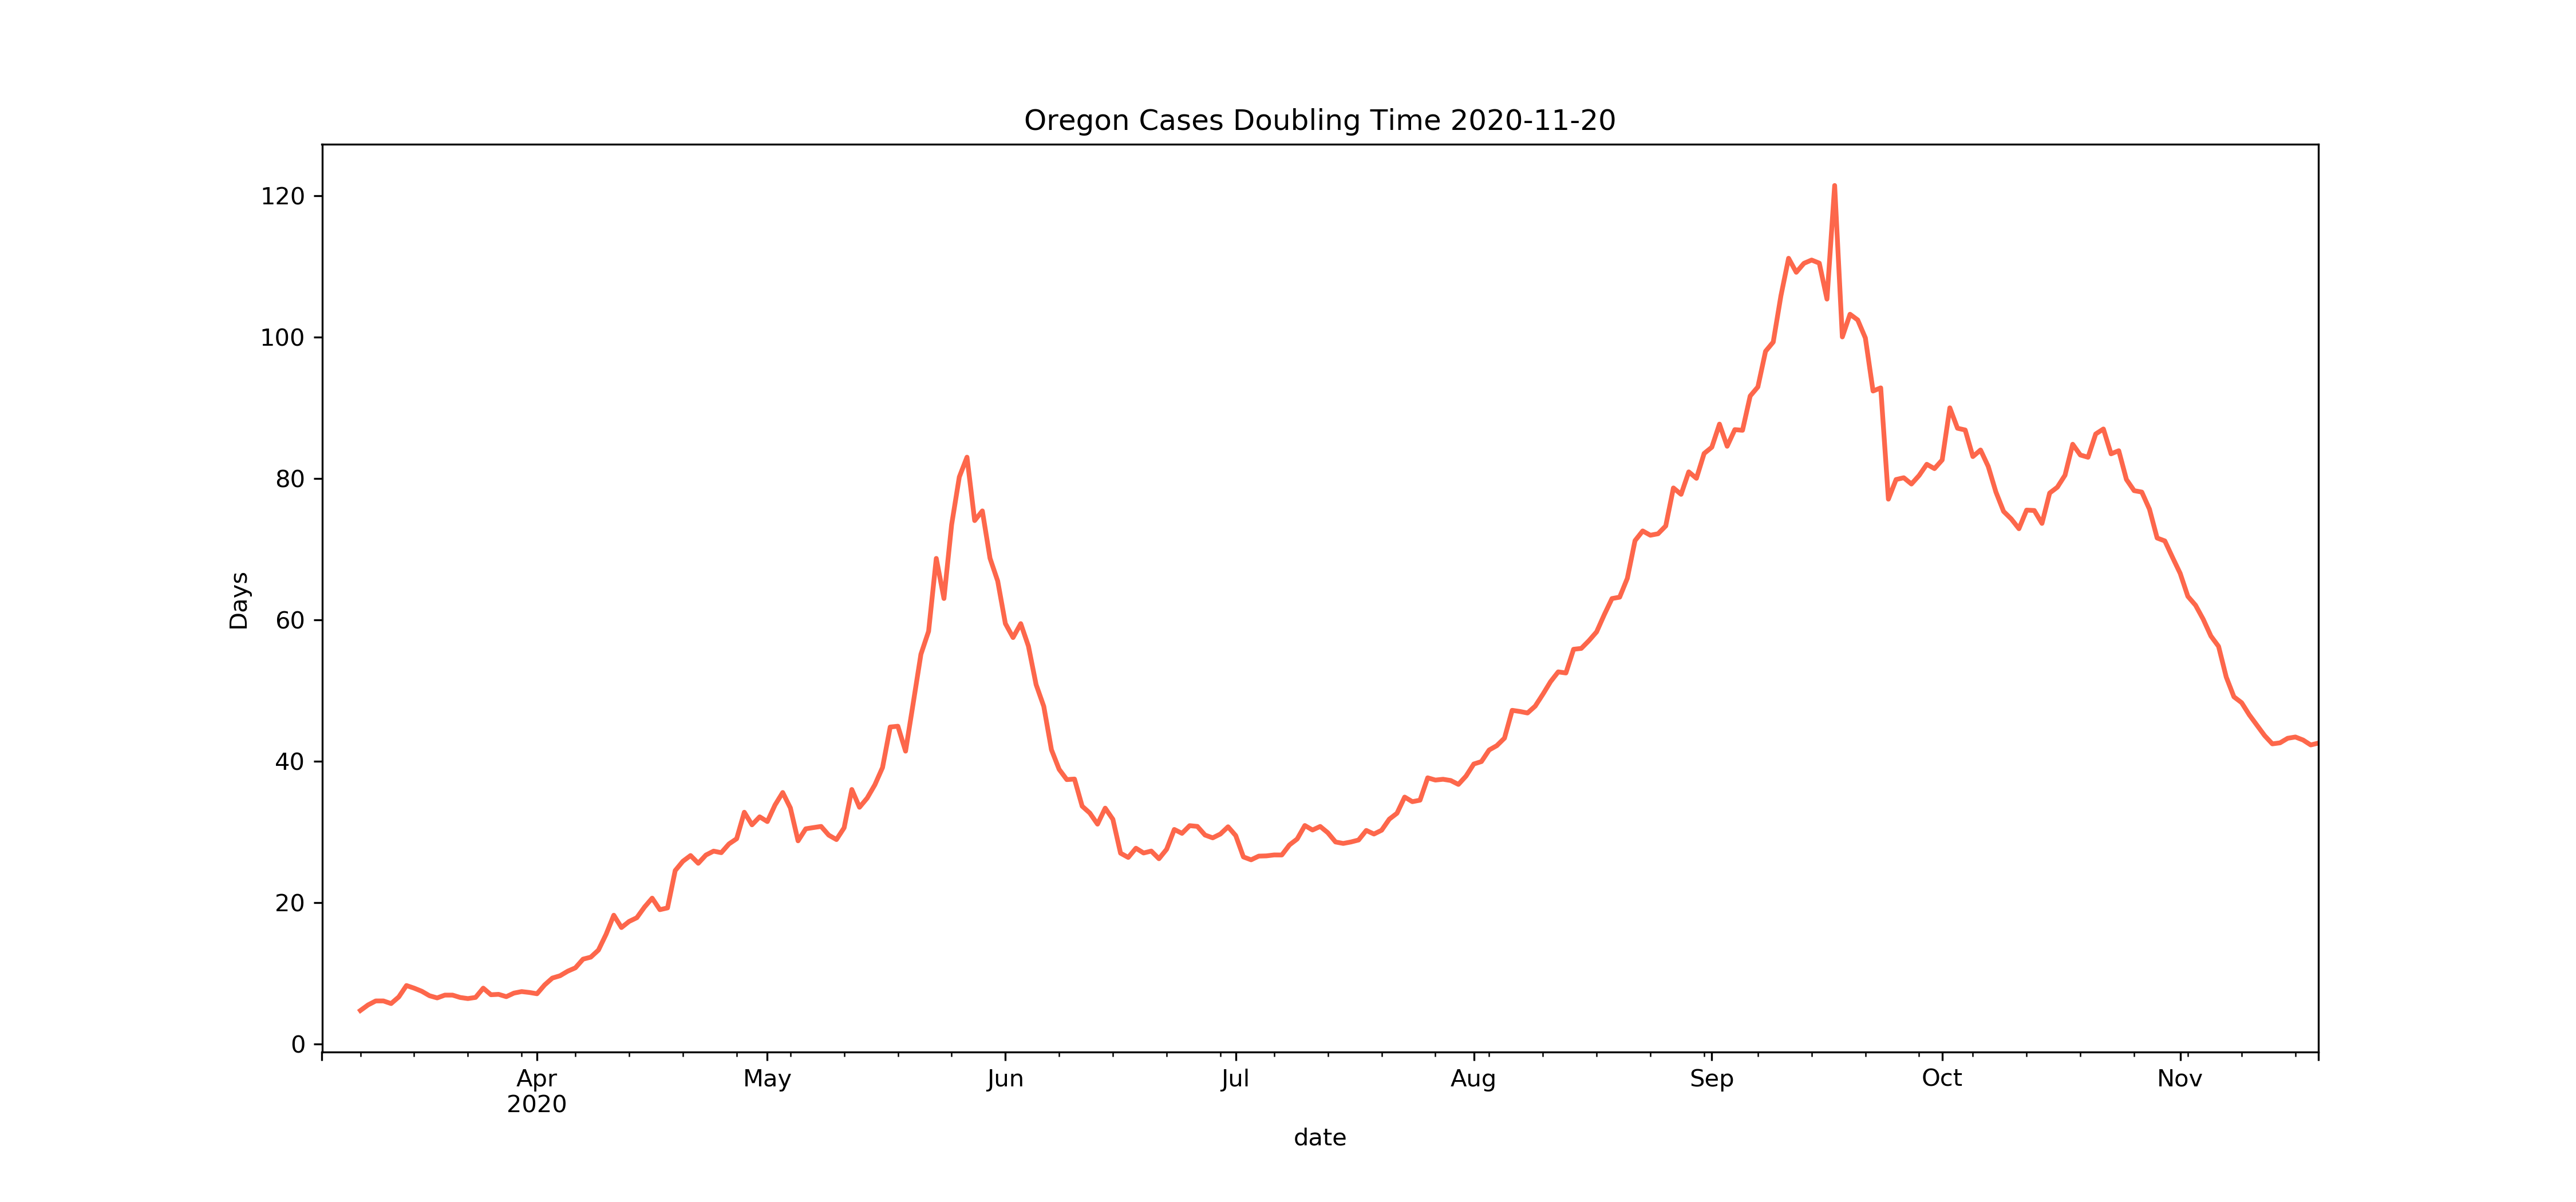 Oregon Cases Doubling Time 2020-11-20
120
100
80
60
40
20
0
Days
Apr May Jun Jul Aug Sep Oct Nov
2020
date